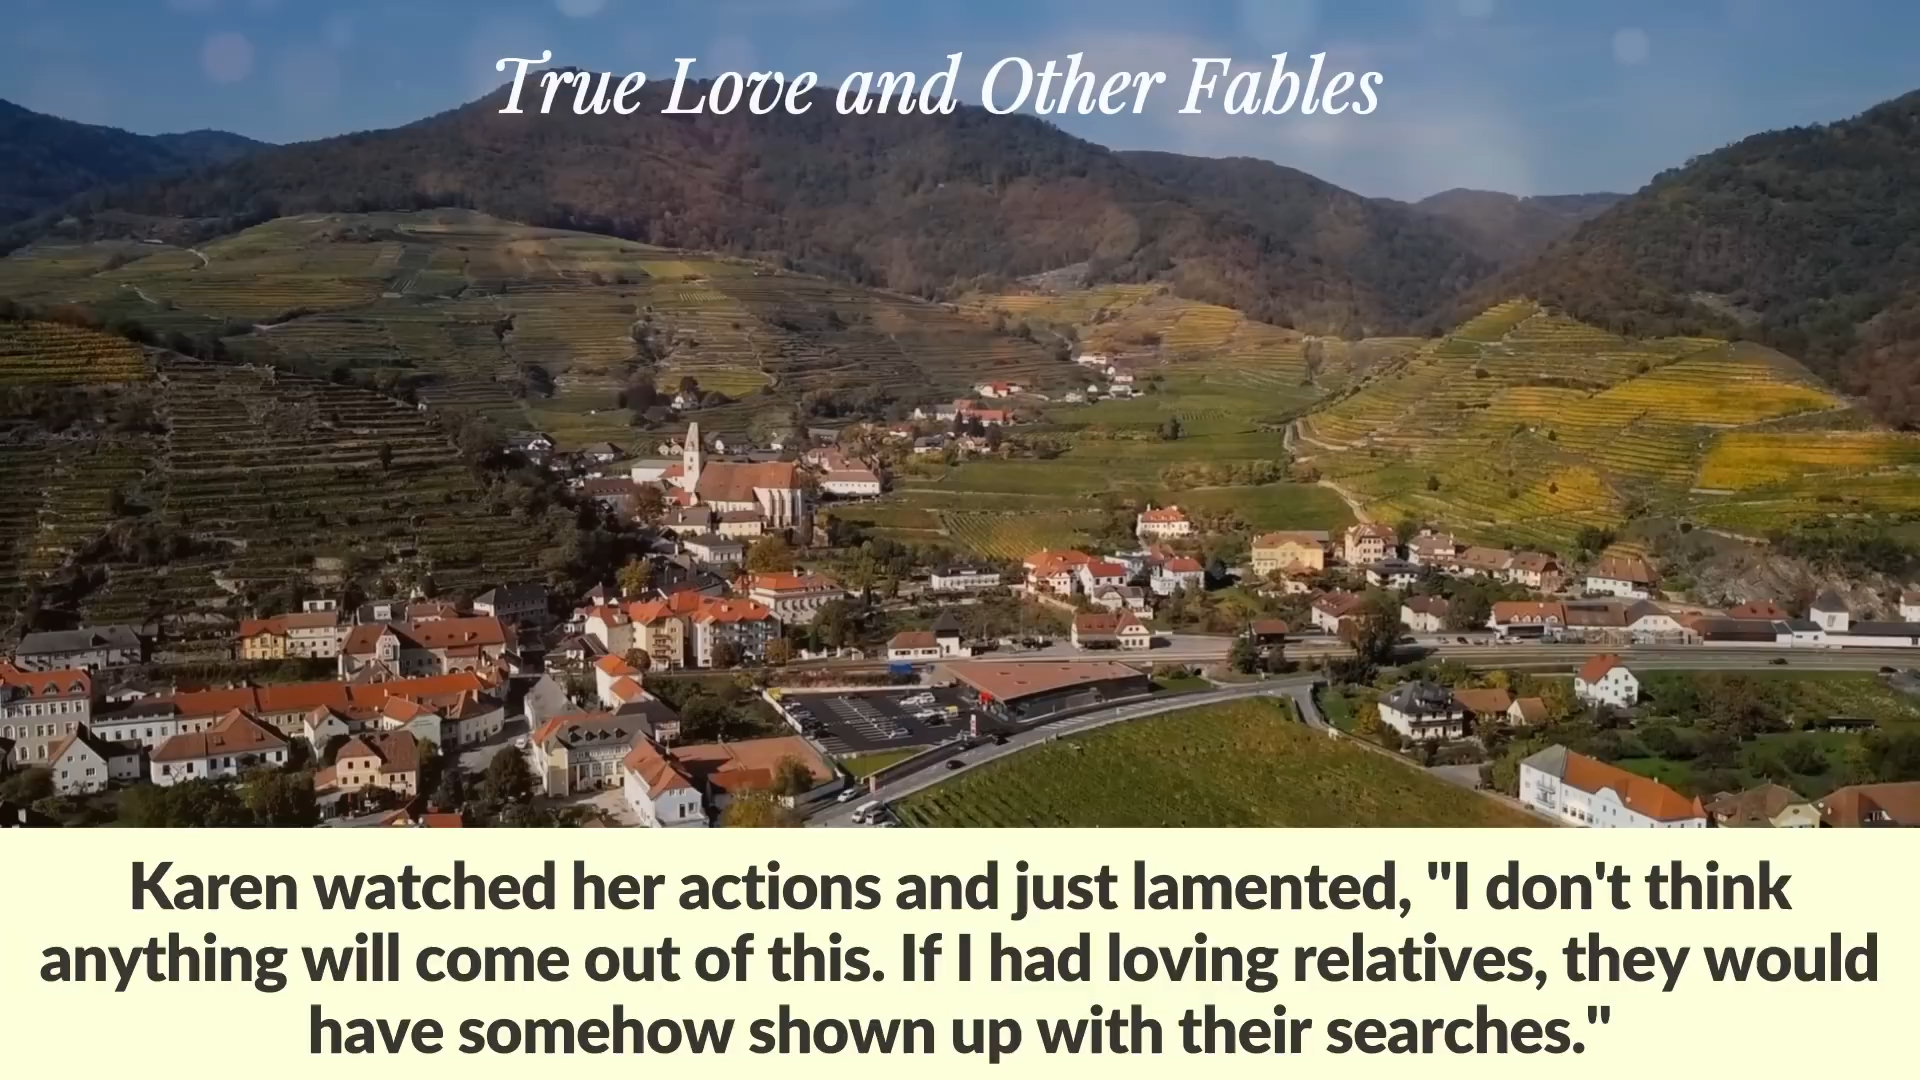 True Love and Other Fables
Karen watched her actions and just lamented, "I don't think
anything will come out of this. If I had loving relatives, they would
have somehow shown up with their searches."